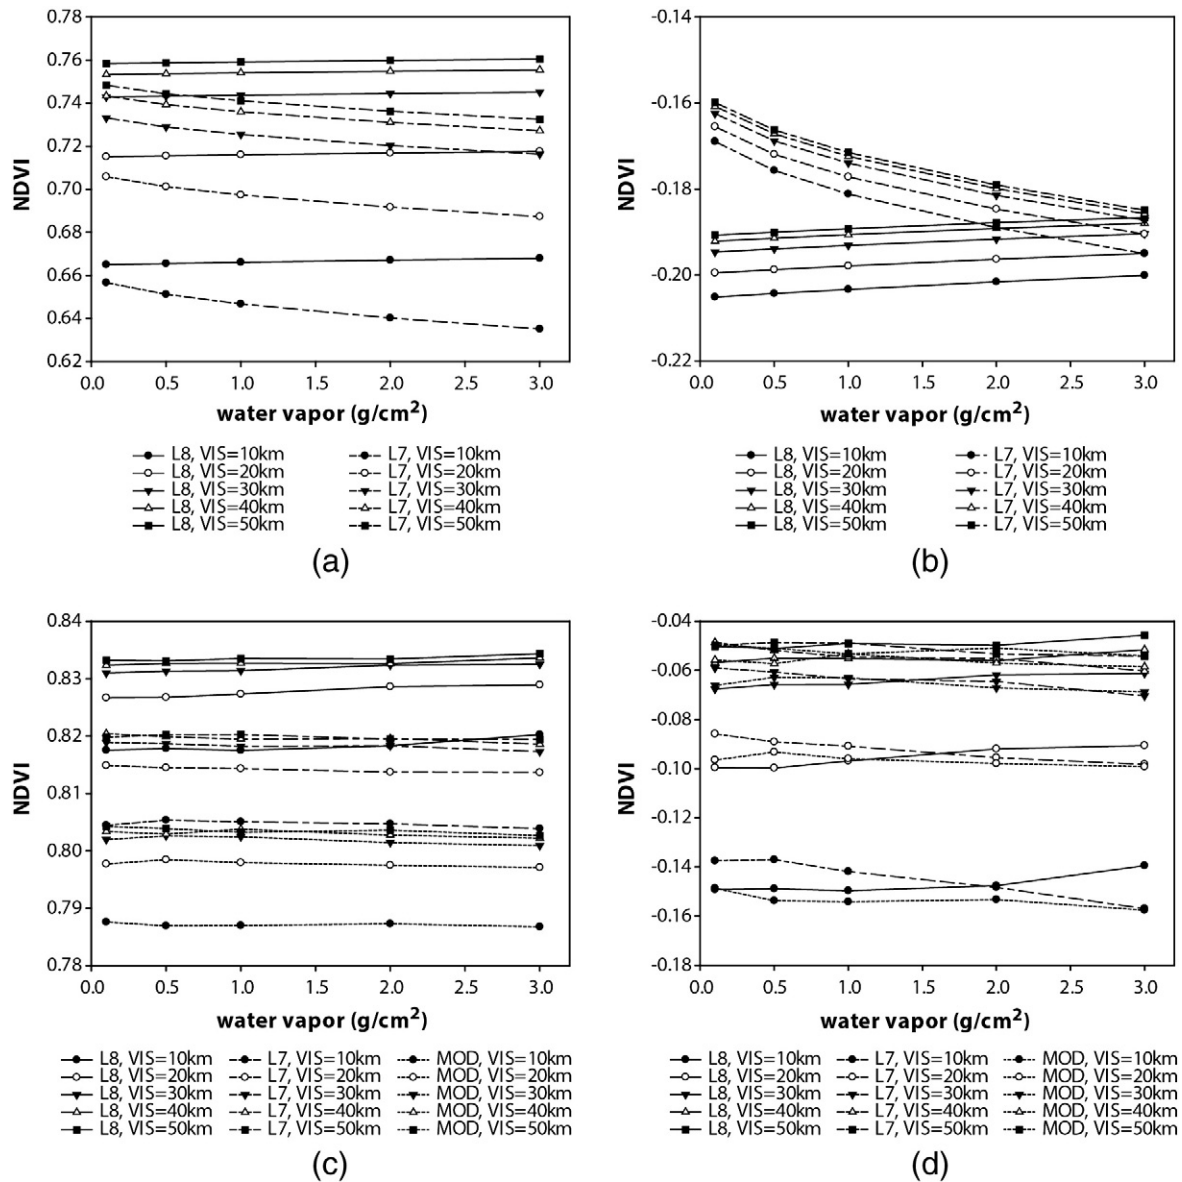 0.78
0.76
0.74
0.72
0.70
0.68
0.66
0.64
0.62
NDVI
0.0 0.5 1.0 1.5 2.0 2.5 3.0
water vapor (g/cm2)
L8, VIS=10km L7, VIS=10km
L8, VIS=20km L7, VIS=20km
L8, VIS=30km L7, VIS=30km
L8, VIS=40km L7, VIS=40km
L8, VIS=50km L7, VIS=50km
(a)
-0.14
-0.16
-0.18
-0.20
-0.22
NDVI
0.0 0.5 1.0 1.5 2.0 2.5 3.0
water vapor (g/cm2)
L8, VIS=10km L7, VIS=10km
L8, VIS=20km L7, VIS=20km
L8, VIS=30km L7, VIS=30km
L8, VIS=40km L7, VIS=40km
L8, VIS=50km L7, VIS=50km
(b)
0.84
0.83
0.82
0.81
0.80
0.79
0.78
NDVI
0.0 0.5 1.0 1.5 2.0 2.5 3.0
water vapor (g/cm2)
L8, VIS=10km L7, VIS=10km MOD, VIS=10km
L8, VIS=20km L7, VIS=20km MOD, VIS=20km
L8, VIS=30km L7, VIS=30km MOD, VIS=30km
L8, VIS=40km L7, VIS=40km MOD, VIS=40km
L8, VIS=50km L7, VIS=50km MOD, VIS=50km
(c)
-0.04
-0.06
-0.08
-0.10
-0.12
-0.14
-0.16
-0.18
NDVI
0.0 0.5 1.0 1.5 2.0 2.5 3.0
water vapor (g/cm2)
L8, VIS=10km L7, VIS=10km MOD, VIS=10km
L8, VIS=20km L7, VIS=20km MOD, VIS=20km
L8, VIS=30km L7, VIS=30km MOD, VIS=30km
L8, VIS=40km L7, VIS=40km MOD, VIS=40km
L8, VIS=50km L7, VIS=50km MOD, VIS=50km
(d)